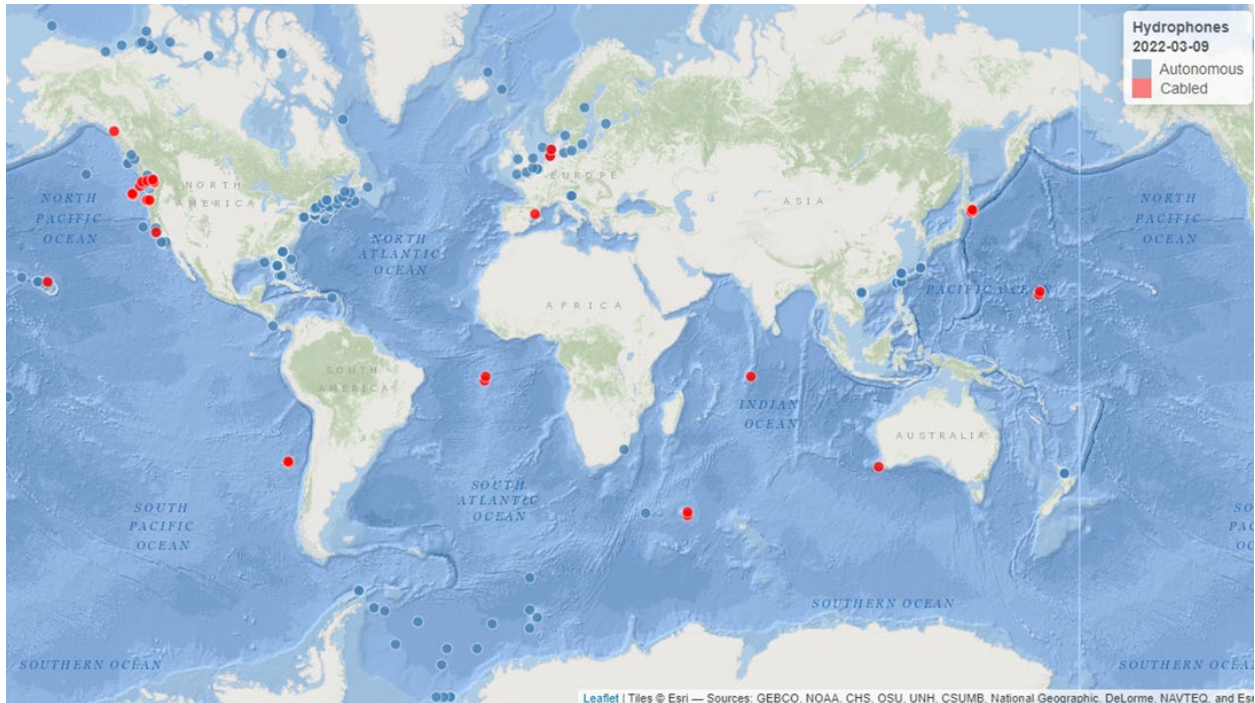 Hydrophones
2022-03-09
Autonomous
Cabled
NORTH
AMERICA
EUROPE
ASIA
NORTH
PACIFIC
OCEAN
NORTH
PACIFIC
OCEAN
NORTH
ATLANTIC
OCEAN
AFRICA
PACIFIC OCEAN
SOUTH
AMERICA
INDIAN
OCEAN
AUSTRALIA
SOUTH
ATLANTIC
OCEAN
SOUTH
PACIFIC
OCEAN
SOUTHERN OCEAN
SOUTHERN OCEAN
SOUTHERN OCEAN
Leaflet | Tiles © Esri — Sources: GEBCO, NOAA, CHS, OSU, UNH, CSUMB, National Geographic, DeLorme, NAVTEQ, and Esr